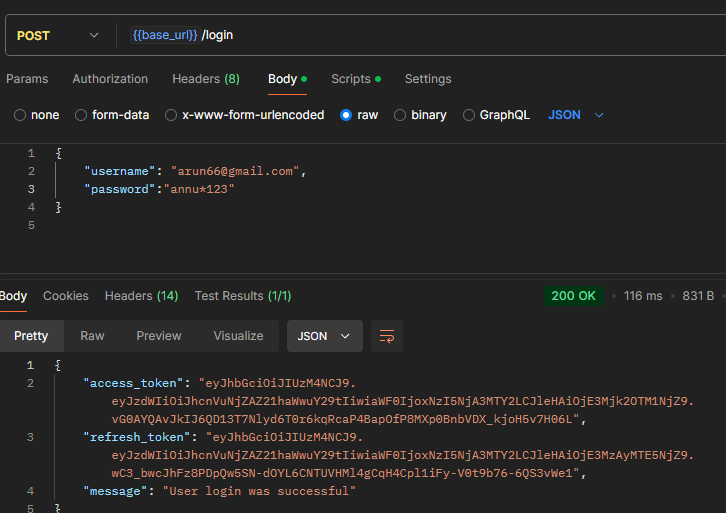 POST {{base_url}} /login
Params Authorization Headers (8) Body Scripts Settings
none form-data x-www-form-urlencoded raw binary GraphQL JSON
1 {
2 "username": "arun66@gmail.com",
3 "password":"annu*123"
4 }
5
Body Cookies Headers (14) Test Results (1/1) 200 OK 116 ms 831 B
Pretty Raw Preview Visualize JSON
1 {
2 "access_token": "eyJhbGciOiJIUzM4NCJ9.
eyJzdWIiOiJhcnVuNjZAZ21haWwuY29tIiwiaWF0IjoxNzI5NjA3MTY2LCJleHAiOjE3Mjk2OTM1NjZ9.
vG0AYQAvJkIJ6QD13T7Nlyd6T0r6kqRcaP4BapOfP8MXp0BnbVDX_kjoH5v7H06L",
3 "refresh_token": "eyJhbGciOiJIUzM4NCJ9.
eyJzdWIiOiJhcnVuNjZAZ21haWwuY29tIiwiaWF0IjoxNzI5NjA3MTY2LCJleHAiOjE3MzAyMTE5NjZ9.
wC3_bwcJhFz8PDpQw5SN-dOYL6CNTUVHMl4gCqH4Cpl1iFy-V0t9b76-6QS3vWe1",
4 "message": "User login was successful"
5 }